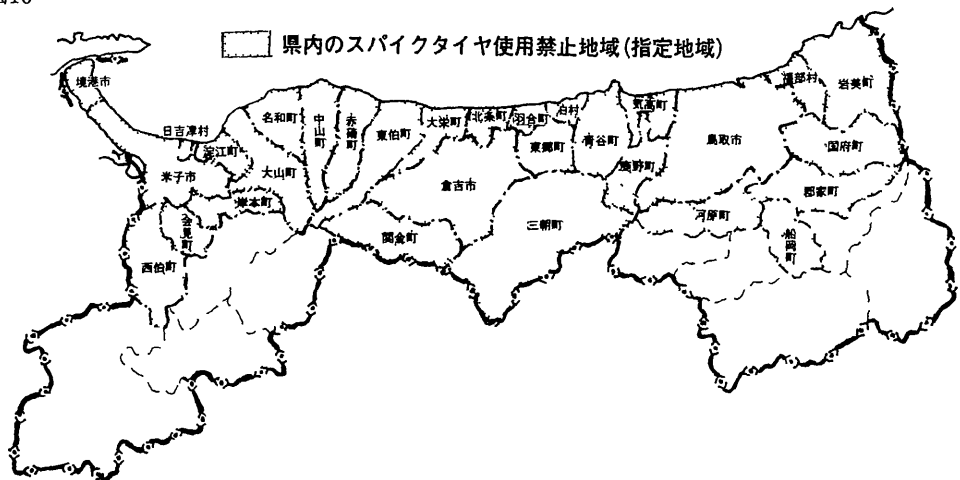 県内のスパイクタイヤ使用禁止地域(指定地域)
境港市
日吉津村
淀江町
米子市
名和町
大山町
中山町
赤碕町
東伯町
大栄町
北条町
羽合町
泊村
東郷町
青谷町
気高町
鹿野町
鳥取市
福部村
岩美町
国府町
郡家町
河原町
船岡町
倉吉市
三朝町
関金町
岸本町
会見町
西伯町